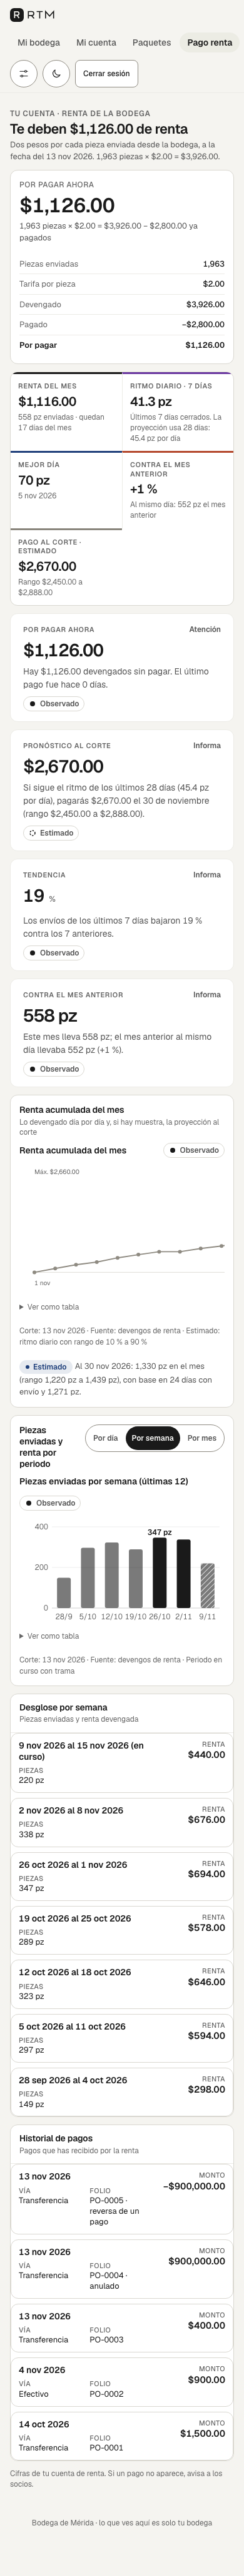 R RTM
Mi bodega Mi cuenta Paquetes Pago renta
Cerrar sesión
TU CUENTA · RENTA DE LA BODEGA
Te deben $1,126.00 de renta
Dos pesos por cada pieza enviada desde la bodega, a la
fecha del 13 nov 2026. 1,963 piezas × $2.00 = $3,926.00.
POR PAGAR AHORA
$1,126.00
1,963 piezas × $2.00 = $3,926.00 − $2,800.00 ya
pagados
Piezas enviadas 1,963
Tarifa por pieza $2.00
Devengado $3,926.00
Pagado −$2,800.00
Por pagar $1,126.00
RENTA DEL MES
$1,116.00
558 pz enviadas · quedan
17 días del mes
RITMO DIARIO · 7 DÍAS
41.3 pz
Últimos 7 días cerrados. La
proyección usa 28 días:
45.4 pz por día
MEJOR DÍA
70 pz
5 nov 2026
CONTRA EL MES
ANTERIOR
+1 %
Al mismo día: 552 pz el mes
anterior
PAGO AL CORTE ·
ESTIMADO
$2,670.00
Rango $2,450.00 a
$2,888.00
POR PAGAR AHORA Atención
$1,126.00
Hay $1,126.00 devengados sin pagar. El último
pago fue hace 0 días.
Observado
PRONÓSTICO AL CORTE Informa
$2,670.00
Si sigue el ritmo de los últimos 28 días (45.4 pz
por día), pagarás $2,670.00 el 30 de noviembre
(rango $2,450.00 a $2,888.00).
Estimado
TENDENCIA Informa
19 %
Los envíos de los últimos 7 días bajaron 19 %
contra los 7 anteriores.
Observado
CONTRA EL MES ANTERIOR Informa
558 pz
Este mes lleva 558 pz; el mes anterior al mismo
día llevaba 552 pz (+1 %).
Observado
Renta acumulada del mes
Lo devengado día por día y, si hay muestra, la proyección al
corte
Renta acumulada del mes Observado
Máx. $2,660.00
1 nov
Ver como tabla
Corte: 13 nov 2026 · Fuente: devengos de renta · Estimado:
ritmo diario con rango de 10 % a 90 %
Estimado Al 30 nov 2026: 1,330 pz en el mes
(rango 1,220 pz a 1,439 pz), con base en 24 días con
envío y 1,271 pz.
Piezas
enviadas y
renta por
periodo
Por día Por semana Por mes
Piezas enviadas por semana (últimas 12)
Observado
347 pz
400
200
0
28/9 5/10 12/10 19/10 26/10 2/11 9/11
Ver como tabla
Corte: 13 nov 2026 · Fuente: devengos de renta · Periodo en
curso con trama
Desglose por semana
Piezas enviadas y renta devengada
9 nov 2026 al 15 nov 2026 (en
curso)
RENTA
$440.00
PIEZAS
220 pz
2 nov 2026 al 8 nov 2026
RENTA
$676.00
PIEZAS
338 pz
26 oct 2026 al 1 nov 2026
RENTA
$694.00
PIEZAS
347 pz
19 oct 2026 al 25 oct 2026
RENTA
$578.00
PIEZAS
289 pz
12 oct 2026 al 18 oct 2026
RENTA
$646.00
PIEZAS
323 pz
5 oct 2026 al 11 oct 2026
RENTA
$594.00
PIEZAS
297 pz
28 sep 2026 al 4 oct 2026
RENTA
$298.00
PIEZAS
149 pz
Historial de pagos
Pagos que has recibido por la renta
13 nov 2026
MONTO
−$900,000.00
VÍA
Transferencia
FOLIO
PO-0005 ·
reversa de un
pago
13 nov 2026
MONTO
$900,000.00
VÍA
Transferencia
FOLIO
PO-0004 ·
anulado
13 nov 2026
MONTO
$400.00
VÍA
Transferencia
FOLIO
PO-0003
4 nov 2026
MONTO
$900.00
VÍA
Efectivo
FOLIO
PO-0002
14 oct 2026
MONTO
$1,500.00
VÍA
Transferencia
FOLIO
PO-0001
Cifras de tu cuenta de renta. Si un pago no aparece, avisa a los
socios.
Bodega de Mérida · lo que ves aquí es solo tu bodega